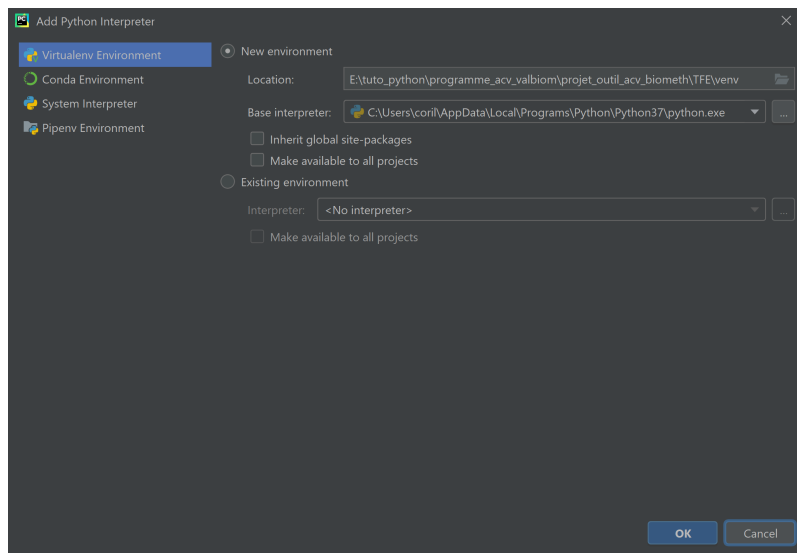 PC Add Python Interpreter
Virtualenv Environment
Conda Environment
System Interpreter
Pipenv Environment
New environment
Location: E:\tuto_python\programme_acv_valbiom\projet_outil_acv_biometh\TFE\venv
Base interpreter: C:\Users\coril\AppData\Local\Programs\Python\Python37\python.exe ...
Inherit global site-packages
Make available to all projects
Existing environment
Interpreter: <No interpreter> ...
Make available to all projects
OK Cancel